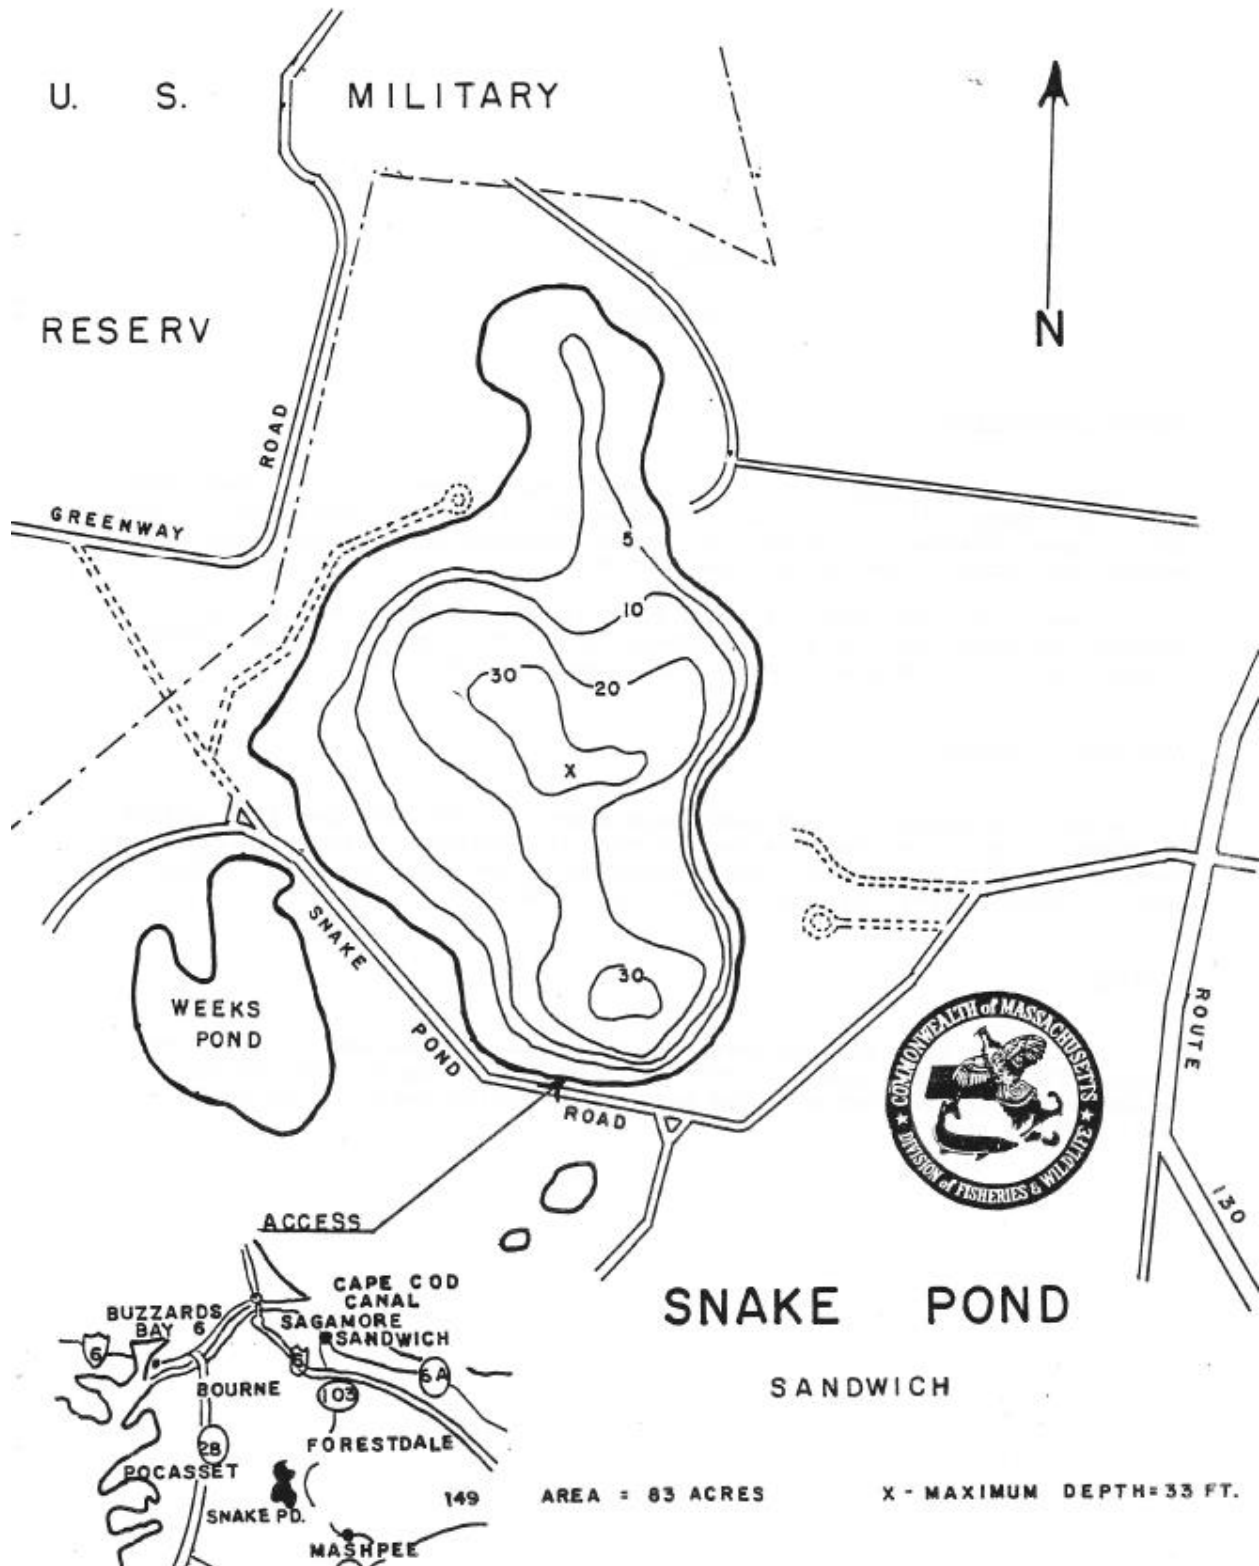 U. S. MILITARY
RESERV
N
ROAD
GREENWAY
5
10
30
20
X
SNAKE
POND
ROAD
30
WEEKS
POND
ROUTE
130
COMMONWEALTH of MASSACHUSETTS
DIVISION of FISHERIES & WILDLIFE
ACCESS
SNAKE POND
SANDWICH
CAPE COD
CANAL
BUZZARDS
BAY
6
SAGAMORE
SANDWICH
6
6
6A
BOURNE
103
28
FORESTDALE
POCASSET
SNAKE PD.
149
MASHPEE
AREA = 83 ACRES
X - MAXIMUM DEPTH = 33 FT.